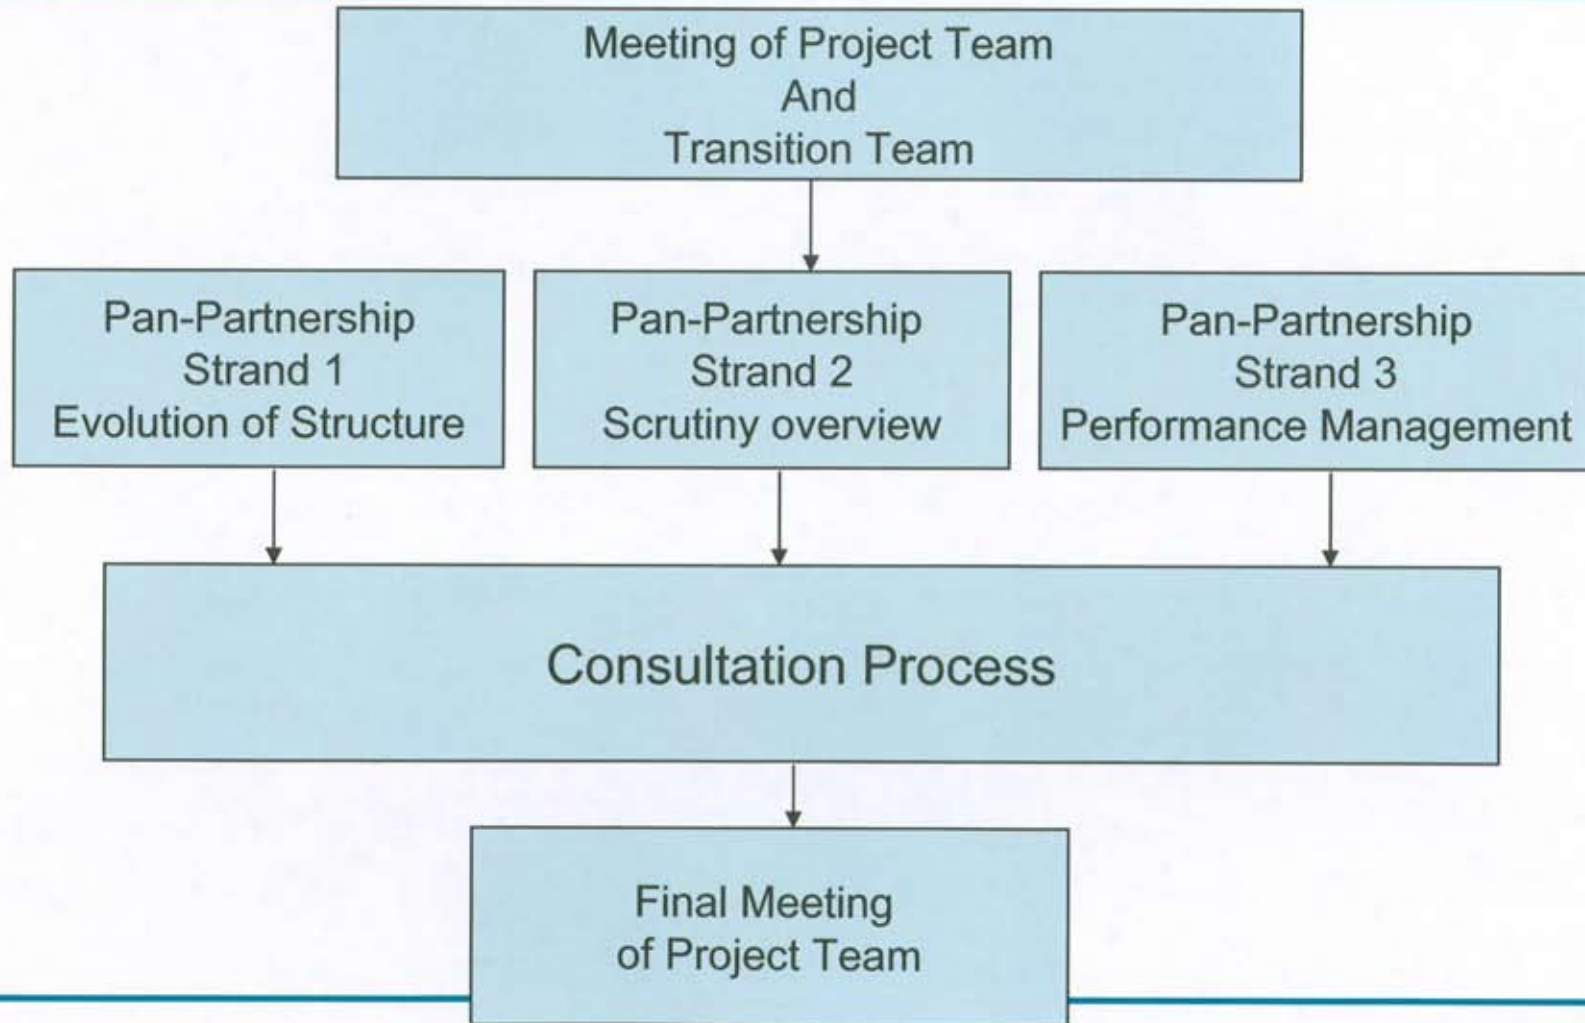 Meeting of Project Team
And
Transition Team
Pan-Partnership
Strand 1
Evolution of Structure
Pan-Partnership
Strand 2
Scrutiny overview
Pan-Partnership
Strand 3
Performance Management
Consultation Process
Final Meeting
of Project Team